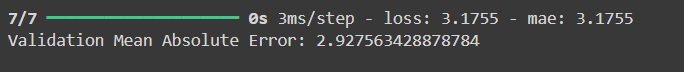 7/7 ━━━━━━━━━━━━━━━━━━━━ 0s 3ms/step - loss: 3.1755 - mae: 3.1755
Validation Mean Absolute Error: 2.927563428878784